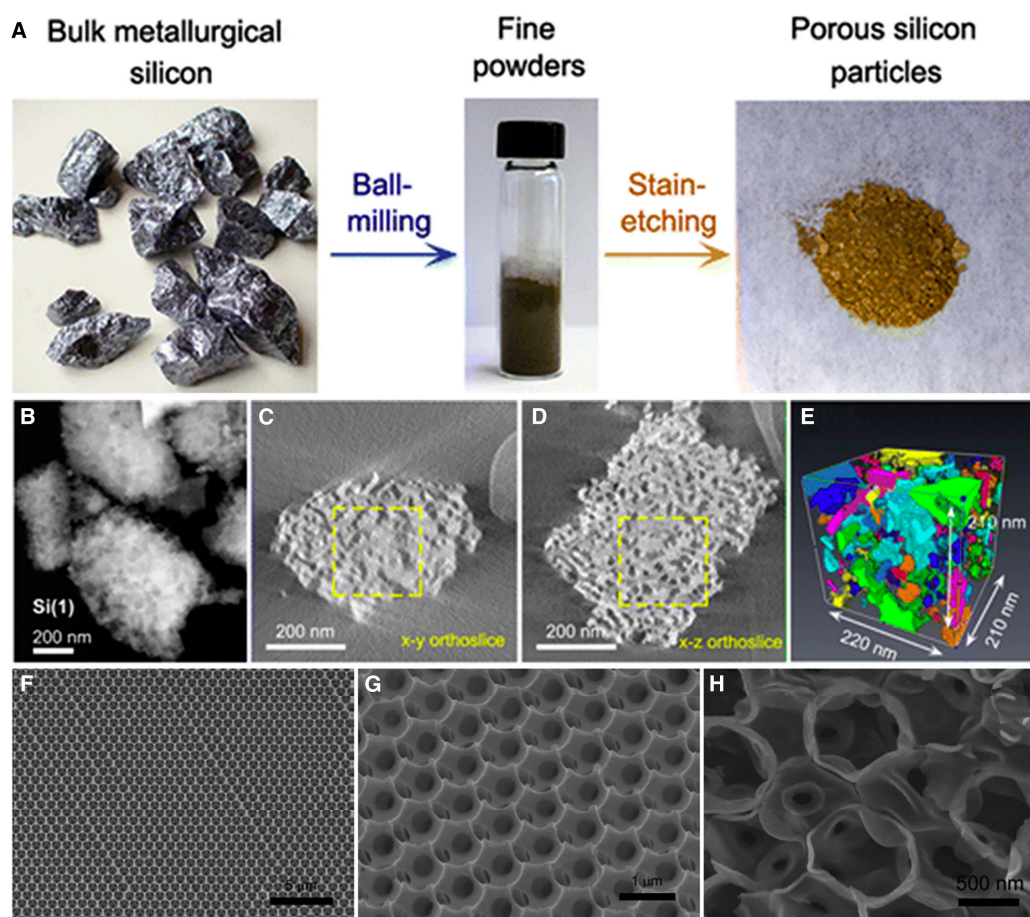 A
Bulk metallurgical
silicon
Fine
powders
Porous silicon
particles
Ball-
milling
Stain-
etching
B
Si(1)
200 nm
C
200 nm
x-y orthoslice
D
200 nm
x-z orthoslice
E
210 nm
220 nm
210 nm
F
5 μm
G
1 μm
H
500 nm